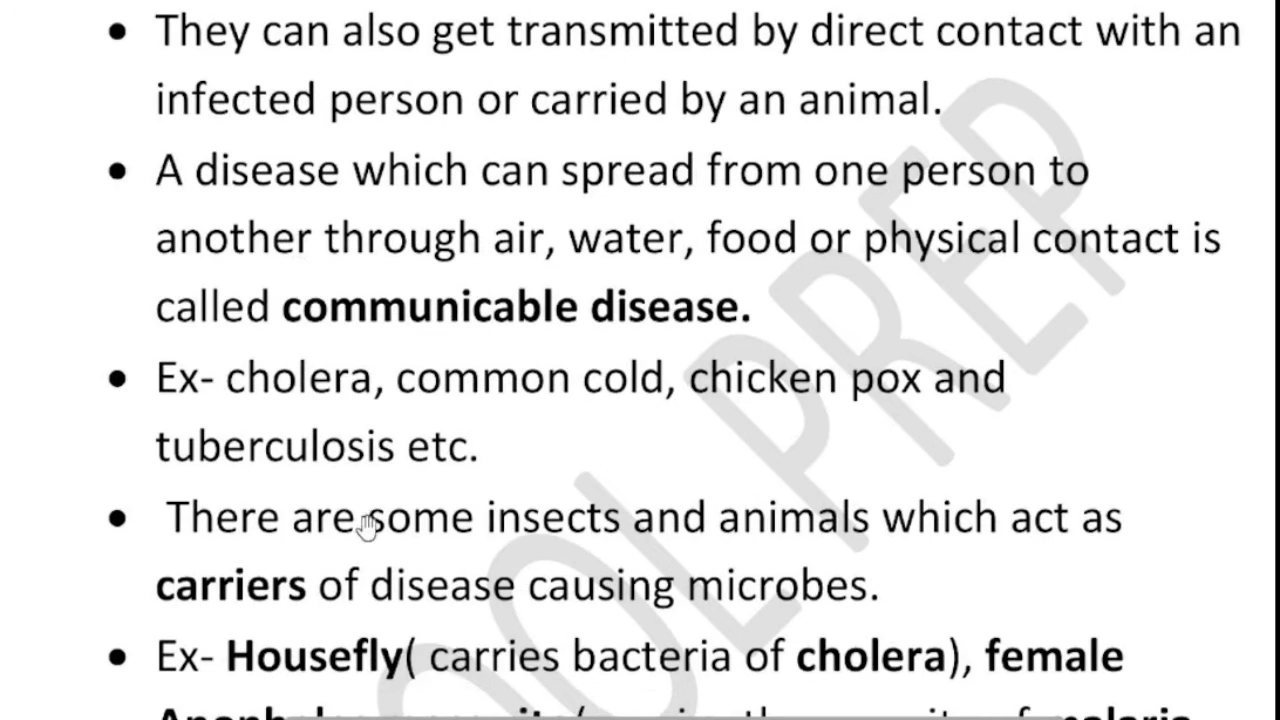 • They can also get transmitted by direct contact with an
infected person or carried by an animal.
• A disease which can spread from one person to
another through air, water, food or physical contact is
called communicable disease.
• Ex- cholera, common cold, chicken pox and
tuberculosis etc.
• There are some insects and animals which act as
carriers of disease causing microbes.
• Ex- Housefly( carries bacteria of cholera), female
OOL PREP